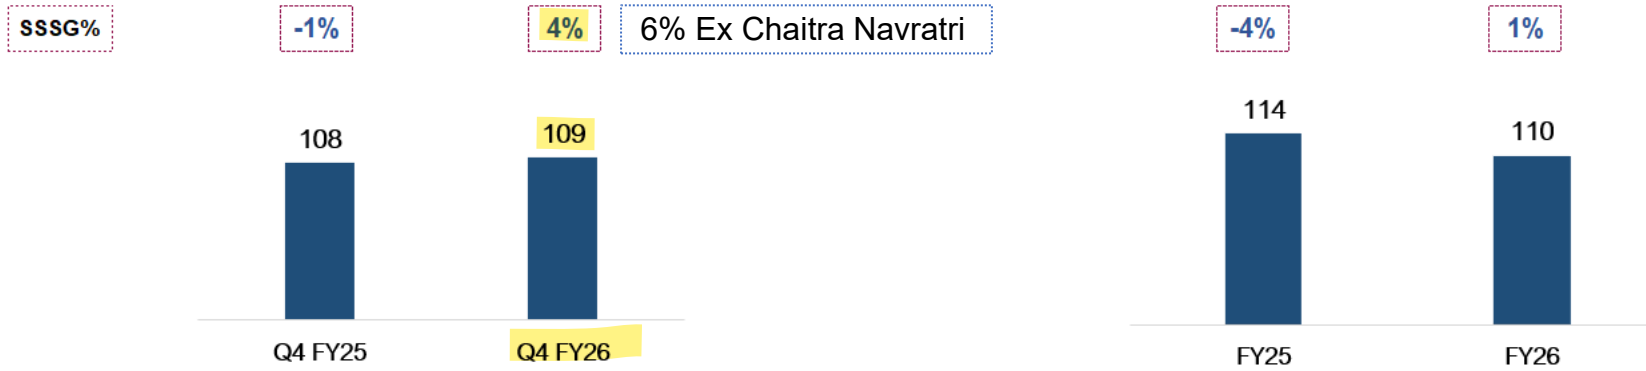 SSSG% -1% 4% 6% Ex Chaitra Navratri -4% 1%
108 109 114 110
Q4 FY25 Q4 FY26 FY25 FY26